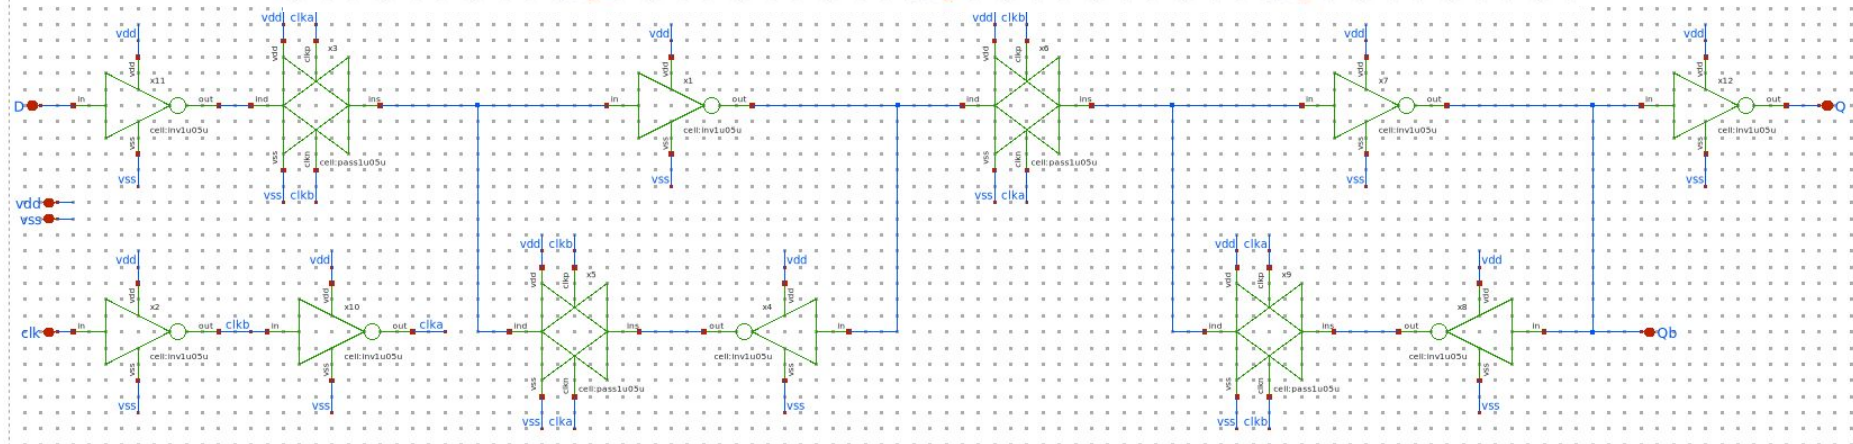 vdd clka vdd clkb
vdd vdd vdd vdd
vdd clkp x3 vdd clkp x6
vdd x11 vdd x1 vdd x7 vdd x12
D in out ind ins in out ind ins in out in out Q
cell:inv1u05u cell:inv1u05u cell:inv1u05u cell:inv1u05u
vss vss clkn cell:pass1u05u vss vss clkn cell:pass1u05u vss vss
vss vss clkb vss vss clka vss vss
vdd
vss
vdd clkb vdd clka
vdd vdd vdd vdd
vdd clkp x5 vdd clkp x9
vdd x2 vdd x10 x4 vdd x8 vdd
clk in out clkb in out clka ind ins out in ind ins out in Qb
cell:inv1u05u cell:inv1u05u cell:inv1u05u cell:inv1u05u
vss vss vss clkn cell:pass1u05u vss vss clkn cell:pass1u05u vss
vss vss vss vss
vss clka vss clkb